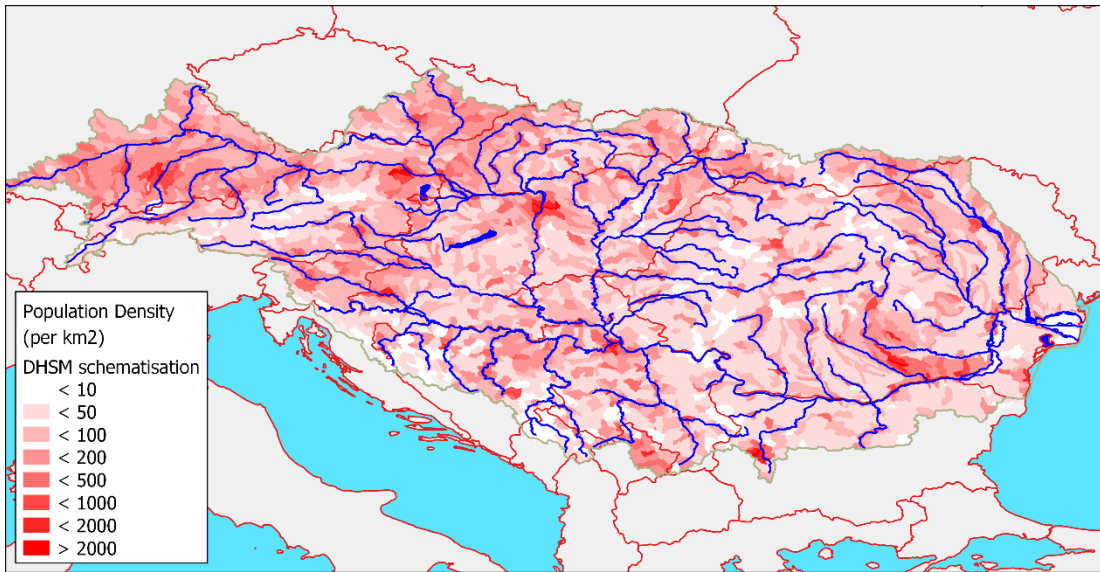 Population Density
(per km2)
DHSM schematisation
< 10
< 50
< 100
< 200
< 500
< 1000
< 2000
> 2000